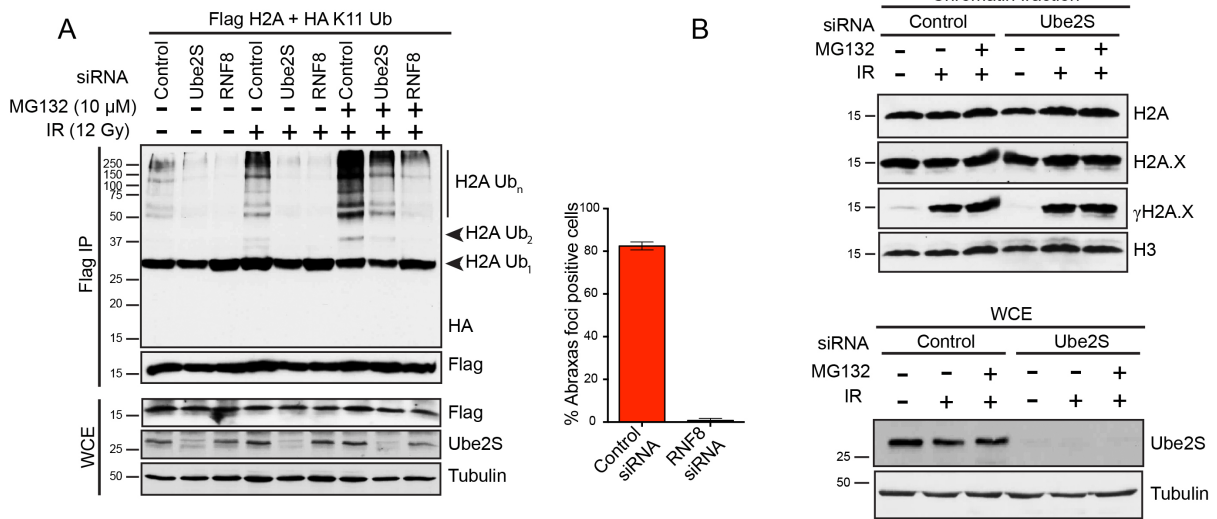 A
Flag H2A + HA K11 Ub
siRNA
Control Ube2S RNF8 Control Ube2S RNF8 Control Ube2S RNF8
MG132 (10 μM) - - - - - - + + +
IR (12 Gy) - - - + + + + + +
Flag IP
250
150
100
75
50
37
25
20
15
H2A Ubn
H2A Ub2
H2A Ub1
HA
15
Flag
WCE
15
Flag
25
Ube2S
50
Tubulin
% Abraxas foci positive cells
100
80
60
40
20
0
Control siRNA
RNF8 siRNA
B
siRNA Control Ube2S
MG132 - - + - - +
IR - + + - + +
15 H2A
15 H2A.X
15 γH2A.X
15 H3
WCE
siRNA Control Ube2S
MG132 - - + - - +
IR - + + - + +
25 Ube2S
50 Tubulin